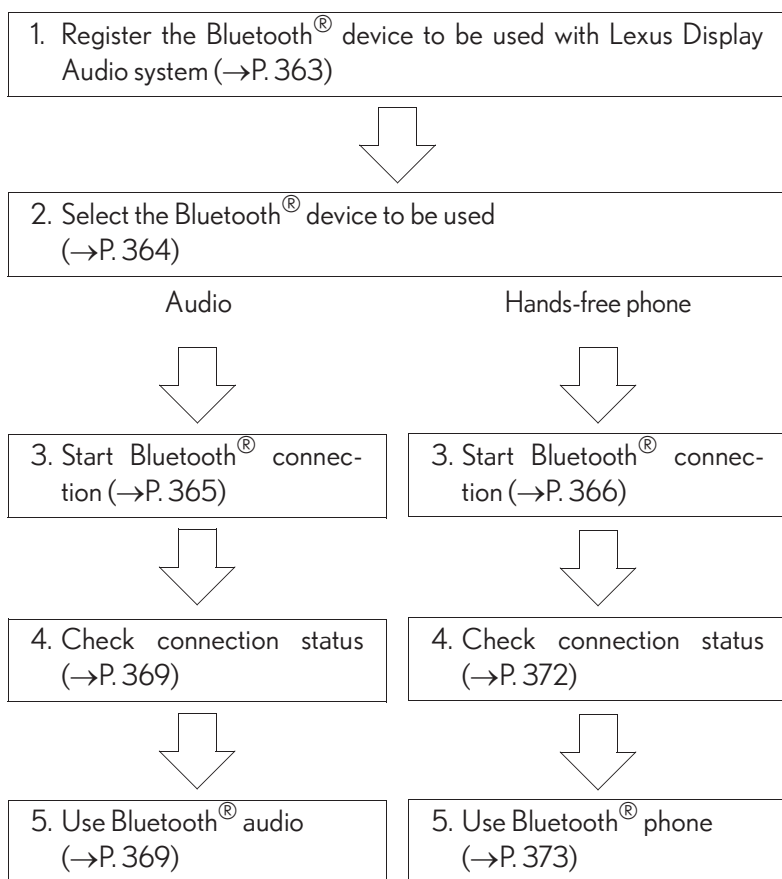 1. Register the Bluetooth® device to be used with Lexus Display
Audio system (→P. 363)
2. Select the Bluetooth® device to be used
(→P. 364)
Audio
Hands-free phone
3. Start Bluetooth® connec-
tion (→P. 365)
3. Start Bluetooth® connec-
tion (→P. 366)
4. Check connection status
(→P. 369)
4. Check connection status
(→P. 372)
5. Use Bluetooth® audio
(→P. 369)
5. Use Bluetooth® phone
(→P. 373)